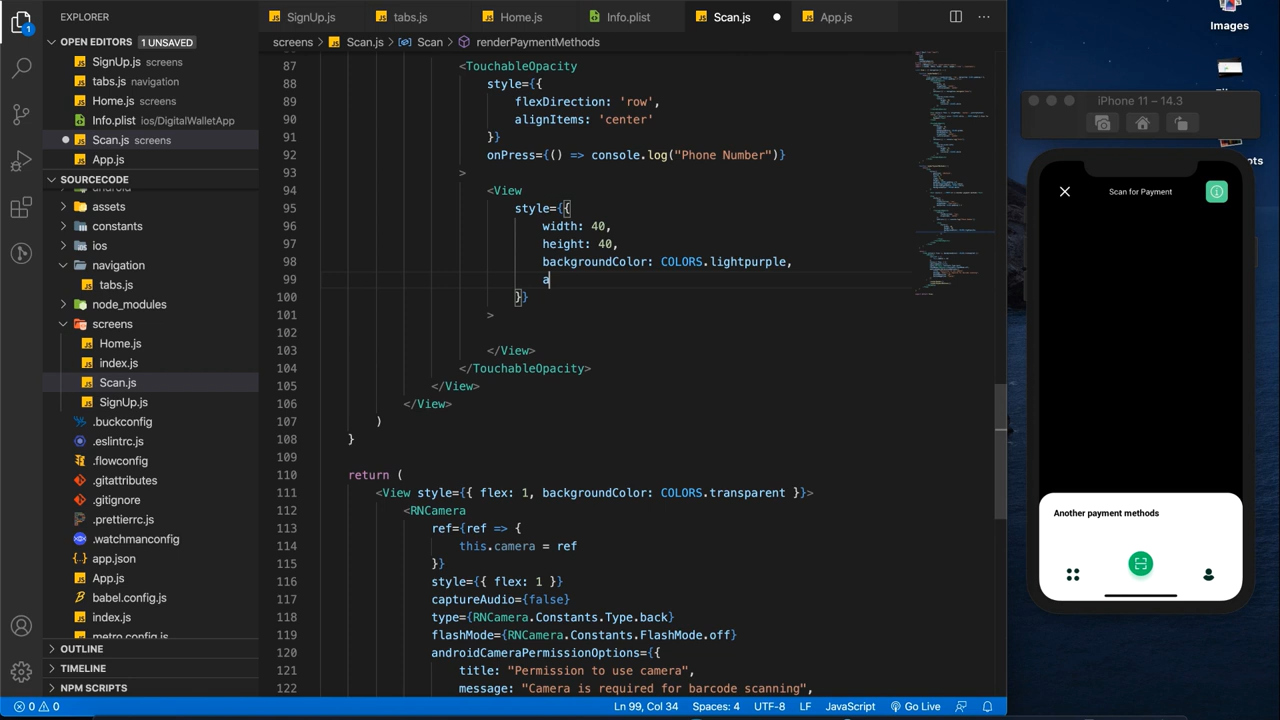 EXPLORER
OPEN EDITORS 1 UNSAVED
SignUp.js screens
tabs.js navigation
Home.js screens
Info.plist ios/DigitalWalletApp
Scan.js screens
App.js
SOURCECODE
android
assets
constants
ios
navigation
tabs.js
node_modules
screens
Home.js
index.js
Scan.js
SignUp.js
.buckconfig
.eslintrc.js
.flowconfig
.gitattributes
.gitignore
.prettierrc.js
.watchmanconfig
app.json
App.js
babel.config.js
index.js
metro.config.js
OUTLINE
TIMELINE
NPM SCRIPTS
SignUp.js tabs.js Home.js Info.plist Scan.js App.js
screens > Scan.js > Scan > renderPaymentMethods
87 <TouchableOpacity
88 style={{
89 flexDirection: 'row',
90 alignItems: 'center'
91 }}
92 onPress={() => console.log("Phone Number")}
93 >
94 <View
95 style={{
96 width: 40,
97 height: 40,
98 backgroundColor: COLORS.lightpurple,
99 a
100 }}
101 >
102
103 </View>
104 </TouchableOpacity>
105 </View>
106 </View>
107 )
108 }
109
110 return (
111 <View style={{ flex: 1, backgroundColor: COLORS.transparent }}>
112 <RNCamera
113 ref={ref => {
114 this.camera = ref
115 }}
116 style={{ flex: 1 }}
117 captureAudio={false}
118 type={RNCamera.Constants.Type.back}
119 flashMode={RNCamera.Constants.FlashMode.off}
120 androidCameraPermissionOptions={{
121 title: "Permission to use camera",
122 message: "Camera is required for barcode scanning",
0 0 Ln 99, Col 34 Spaces: 4 UTF-8 LF JavaScript Go Live
1
Images
iPhone 11 – 14.3
Scan for Payment
Another payment methods